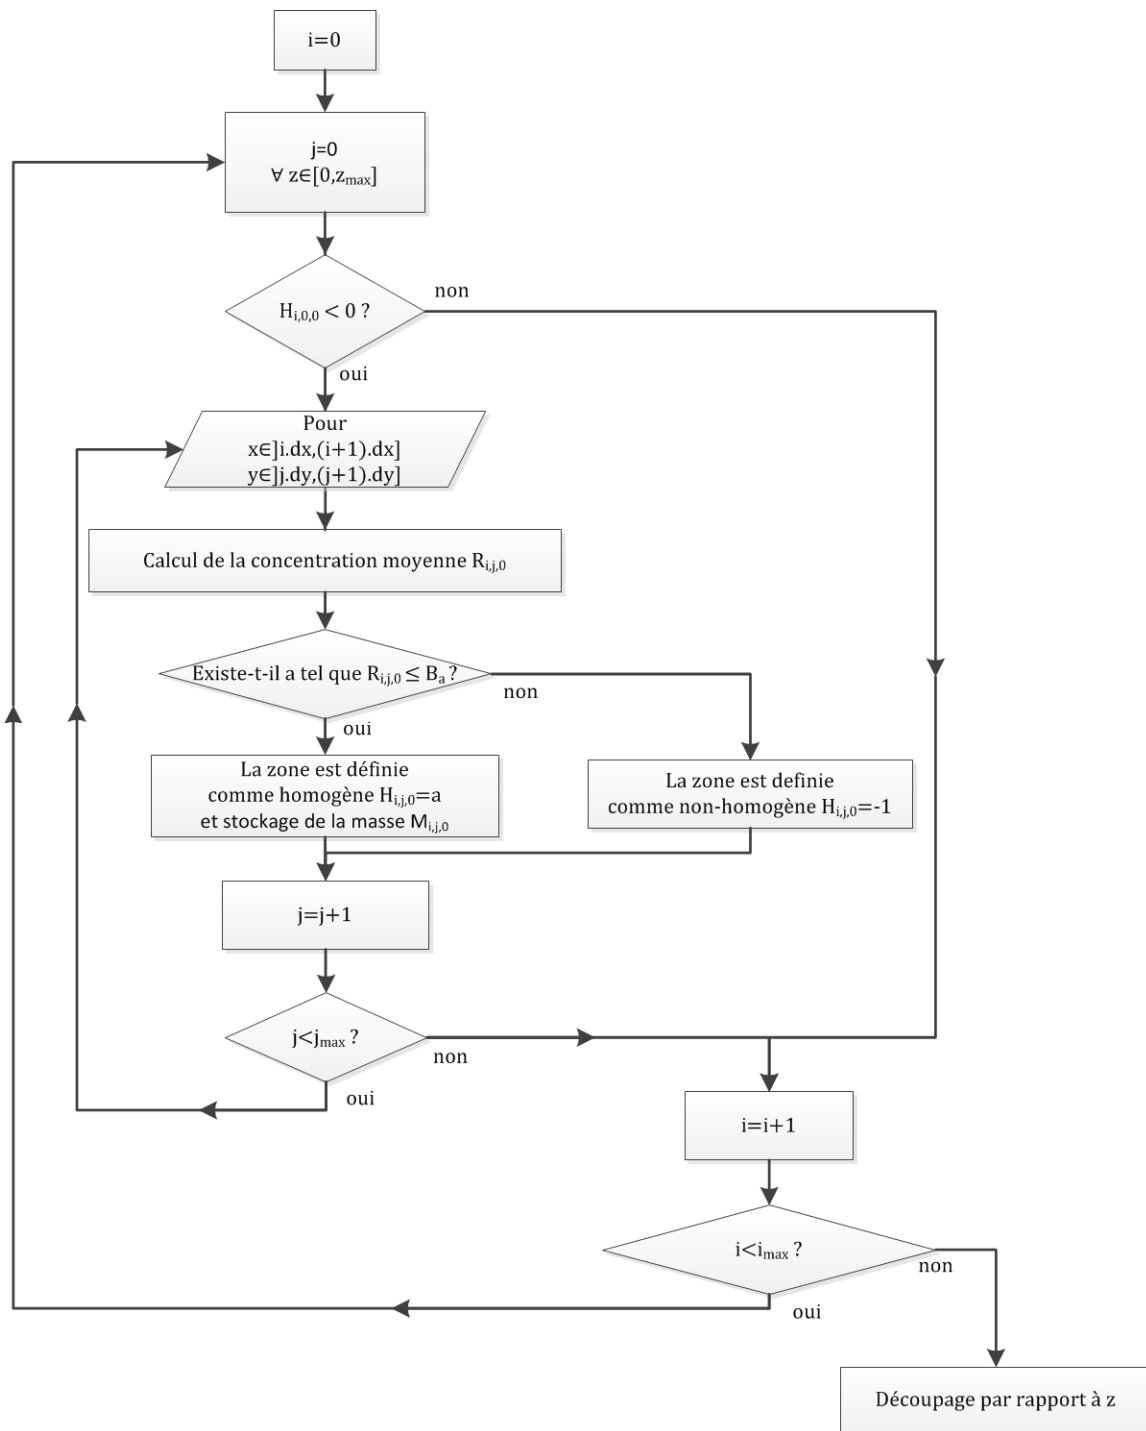 i=0
j=0
∀ z∈[0,zmax]
Hi,0,0 < 0 ?
non
oui
Pour
x∈]i.dx,(i+1).dx]
y∈]j.dy,(j+1).dy]
Calcul de la concentration moyenne Ri,j,0
Existe-t-il a tel que Ri,j,0 ≤ Ba ?
non
oui
La zone est définie
comme homogène Hi,j,0=a
et stockage de la masse Mi,j,0
La zone est definie
comme non-homogène Hi,j,0=-1
j=j+1
j<jmax ?
non
oui
i=i+1
i<imax ?
non
oui
Découpage par rapport à z